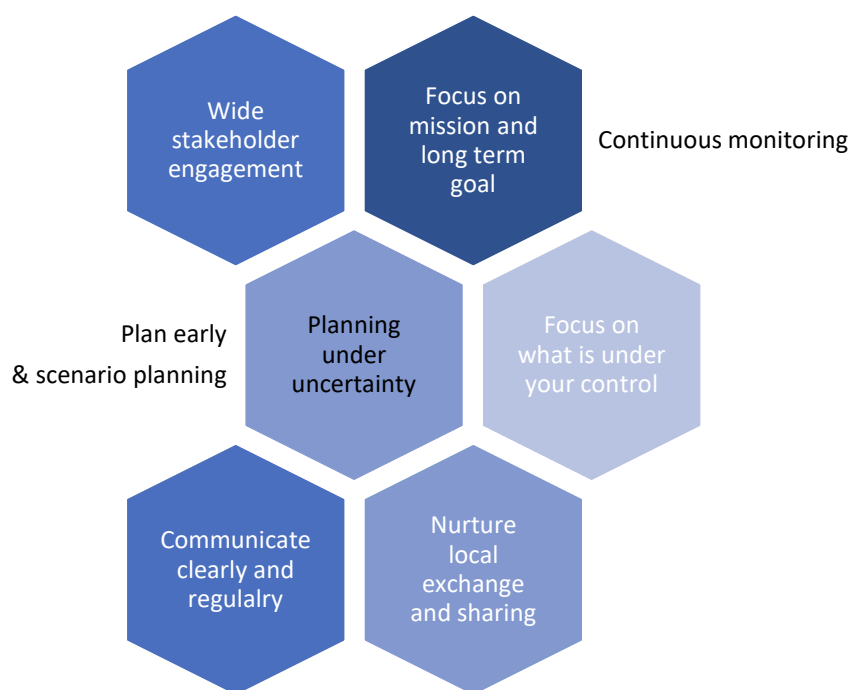 Wide
stakeholder
engagement
Focus on
mission and
long term
goal
Continuous monitoring
Plan early
& scenario planning
Planning
under
uncertainty
Focus on
what is under
your control
Communicate
clearly and
regulalry
Nurture
local
exchange
and sharing